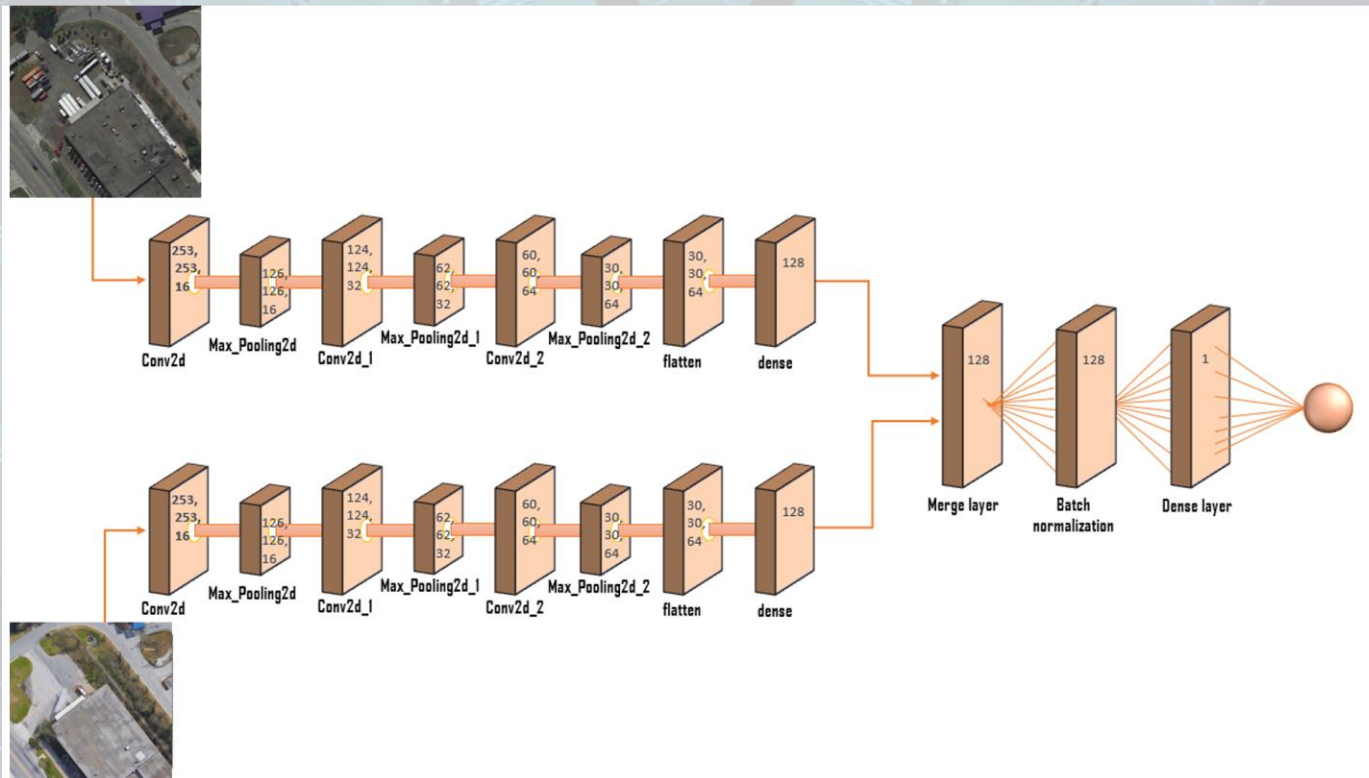 253,
253,
16
126,
126,
16
124,
124,
32
62,
62,
32
60,
60,
64
30,
30,
64
30,
30,
64
128
Conv2d
Max_Pooling2d
Conv2d_1
Max_Pooling2d_1
Conv2d_2
Max_Pooling2d_2
flatten
dense
128
128
1
Merge layer
Batch
normalization
Dense layer
253,
253,
16
126,
126,
16
124,
124,
32
62,
62,
32
60,
60,
64
30,
30,
64
30,
30,
64
128
Conv2d
Max_Pooling2d
Conv2d_1
Max_Pooling2d_1
Conv2d_2
Max_Pooling2d_2
flatten
dense